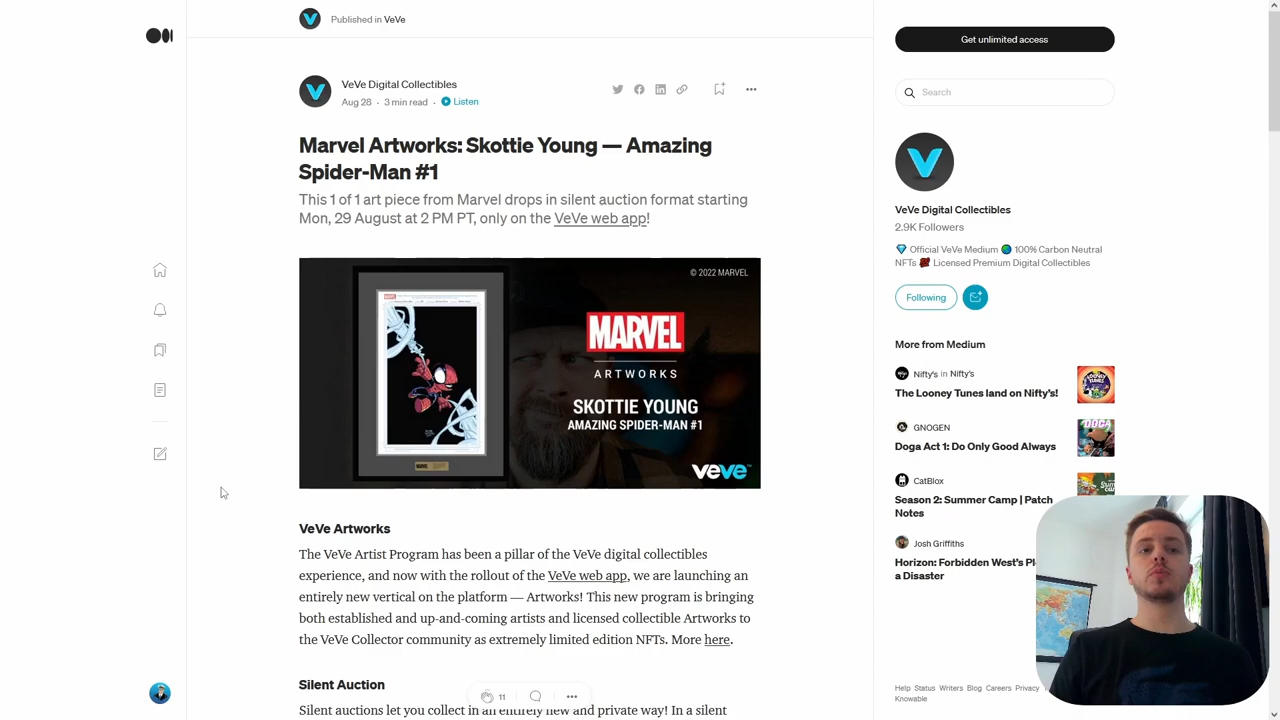 Published in VeVe
Get unlimited access
VeVe Digital Collectibles
Aug 28 · 3 min read · Listen
Search
Marvel Artworks: Skottie Young — Amazing
Spider-Man #1
This 1 of 1 art piece from Marvel drops in silent auction format starting
Mon, 29 August at 2 PM PT, only on the VeVe web app!
© 2022 MARVEL
MARVEL
ARTWORKS
SKOTTIE YOUNG
AMAZING SPIDER-MAN #1
veve
VeVe Artworks
The VeVe Artist Program has been a pillar of the VeVe digital collectibles
experience, and now with the rollout of the VeVe web app, we are launching an
entirely new vertical on the platform — Artworks! This new program is bringing
both established and up-and-coming artists and licensed collectible Artworks to
the VeVe Collector community as extremely limited edition NFTs. More here.
Silent Auction
11
Silent auctions let you collect in an entirely new and private way! In a silent
VeVe Digital Collectibles
2.9K Followers
Official VeVe Medium 100% Carbon Neutral
NFTs Licensed Premium Digital Collectibles
Following
More from Medium
Nifty's in Nifty's
The Looney Tunes land on Nifty's!
GNOGEN
Doga Act 1: Do Only Good Always
CatBlox
Season 2: Summer Camp | Patch
Notes
Josh Griffiths
Horizon: Forbidden West's
a Disaster
Help Status Writers Blog Careers Privacy
Knowable